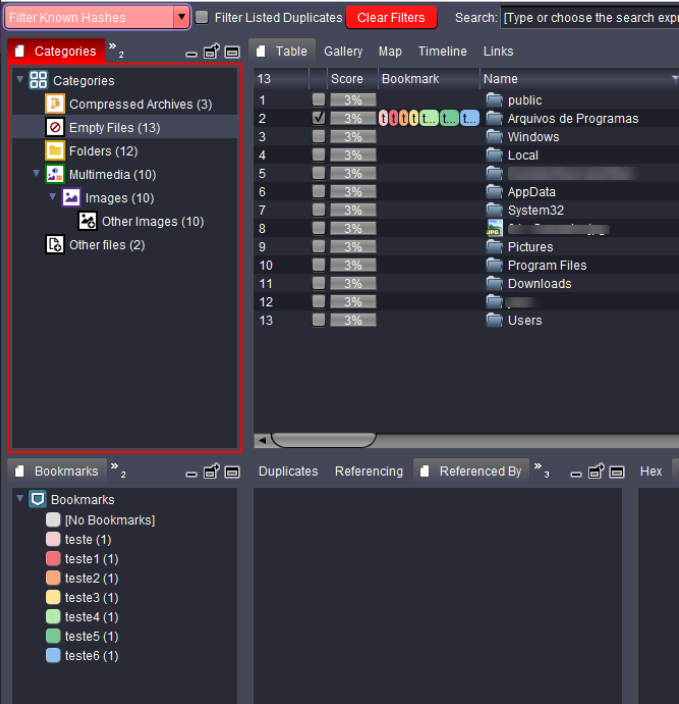 Filter Known Hashes Filter Listed Duplicates Clear Filters Search: [Type or choose the search expr
Categories »2 Table Gallery Map Timeline Links
Categories
Compressed Archives (3)
Empty Files (13)
Folders (12)
Multimedia (10)
Images (10)
Other Images (10)
Other files (2)
13 Score Bookmark Name
1 3% public
2 3% t t t t t... t... t... Arquivos de Programas
3 3% Windows
4 3% Local
5 3%
6 3% AppData
7 3% System32
8 3%
9 3% Pictures
10 3% Program Files
11 3% Downloads
12 3%
13 3% Users
Bookmarks »2 Duplicates Referencing Referenced By »3 Hex
Bookmarks
[No Bookmarks]
teste (1)
teste1 (1)
teste2 (1)
teste3 (1)
teste4 (1)
teste5 (1)
teste6 (1)